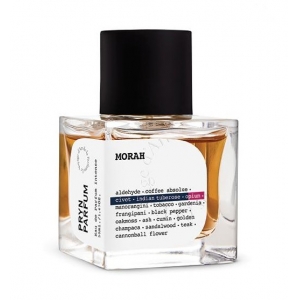 MORAH
aldehyde • coffee absolue •
civet • indian tuberose • opium •
manorangini • tobacco • gardenia •
frangipani • black pepper •
oakmoss • ash • cumin • golden
champaca • sandalwood • teak •
cannonball flower
PRYN
PARFUM